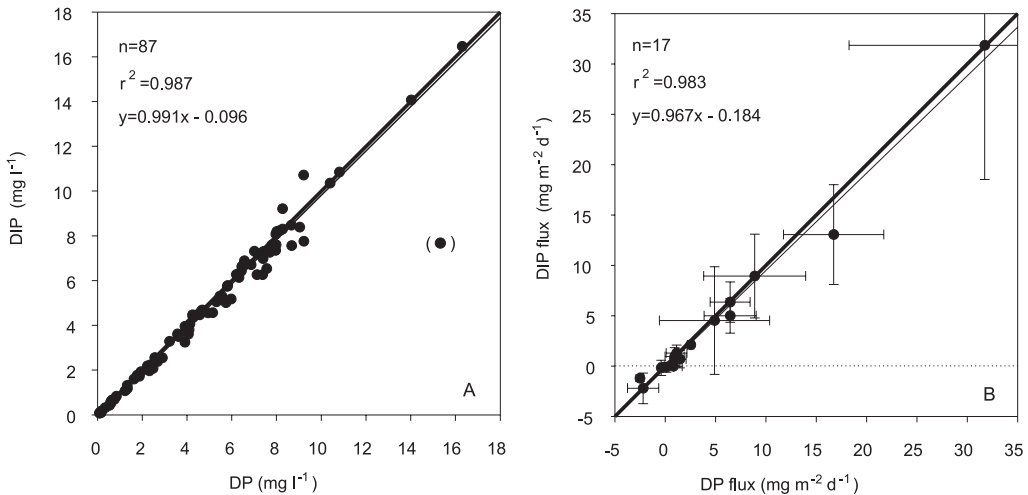 n=87
r²=0.987
y=0.991x - 0.096
18
16
14
12
10
8
6
4
2
0
DIP (mg l⁻¹)
( )
A
0 2 4 6 8 10 12 14 16 18
DP (mg l⁻¹)
n=17
r²=0.983
y=0.967x - 0.184
35
30
25
20
15
10
5
0
-5
DIP flux (mg m⁻² d⁻¹)
B
-5 0 5 10 15 20 25 30 35
DP flux (mg m⁻² d⁻¹)